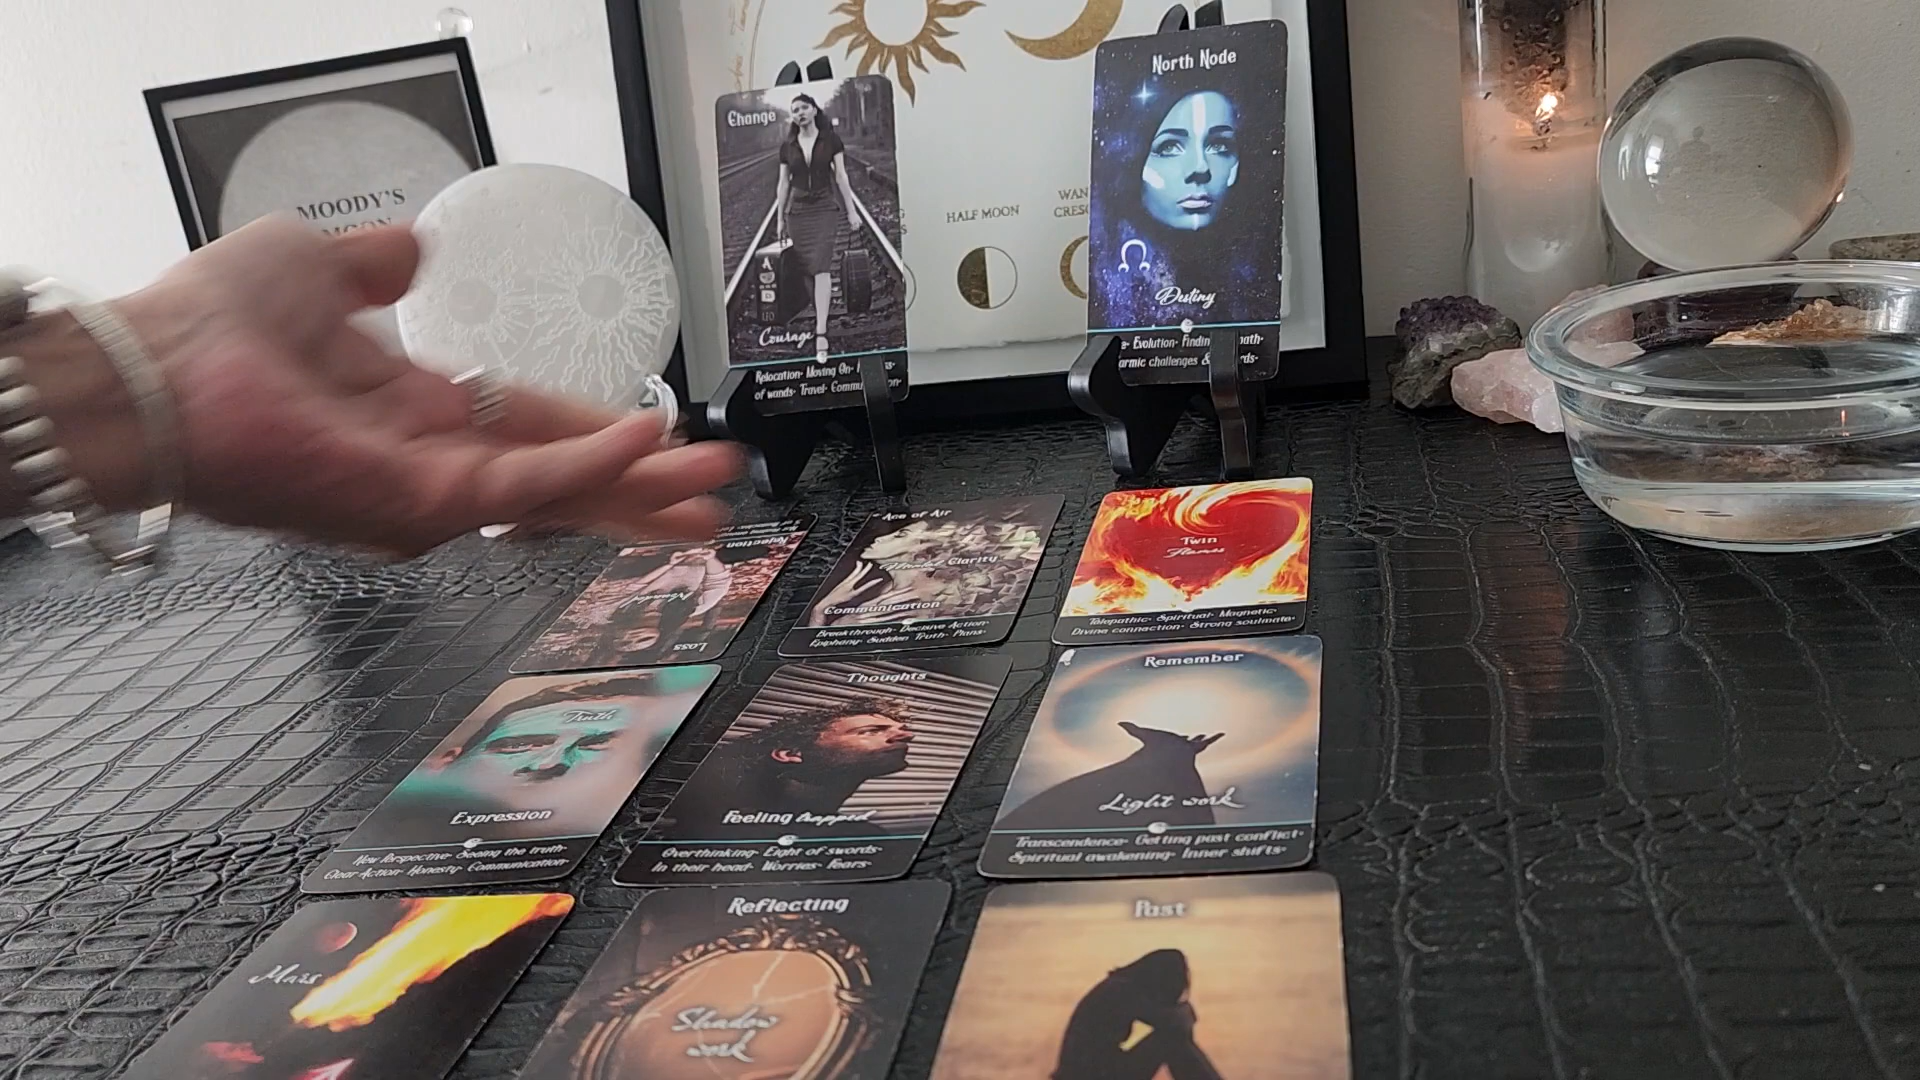 MOODY'S
MOON
HALF MOON
Change
Courage
Relocation· Moving On·
of wands· Travel·
North Node
Destiny
Evolution·
Rejection
Loss
Ace of Air
Mental Clarity
Communication
Breakthrough· Decisive Action·
Epiphany· Sudden Truth· Plans·
Twin
Flames
Telepathic· Spiritual· Magnetic·
Divine connection· Strong soulmate·
Truth
Expression
New Perspective· Seeing the truth·
Clear Action· Honesty· Communication·
Thoughts
Feeling trapped
Overthinking· Eight of swords·
In their head· Worries· Fears·
Remember
Light work
Transcendence· Getting past conflict·
Spiritual awakening· Inner shifts·
Mars
Reflecting
Shadow
work
Past